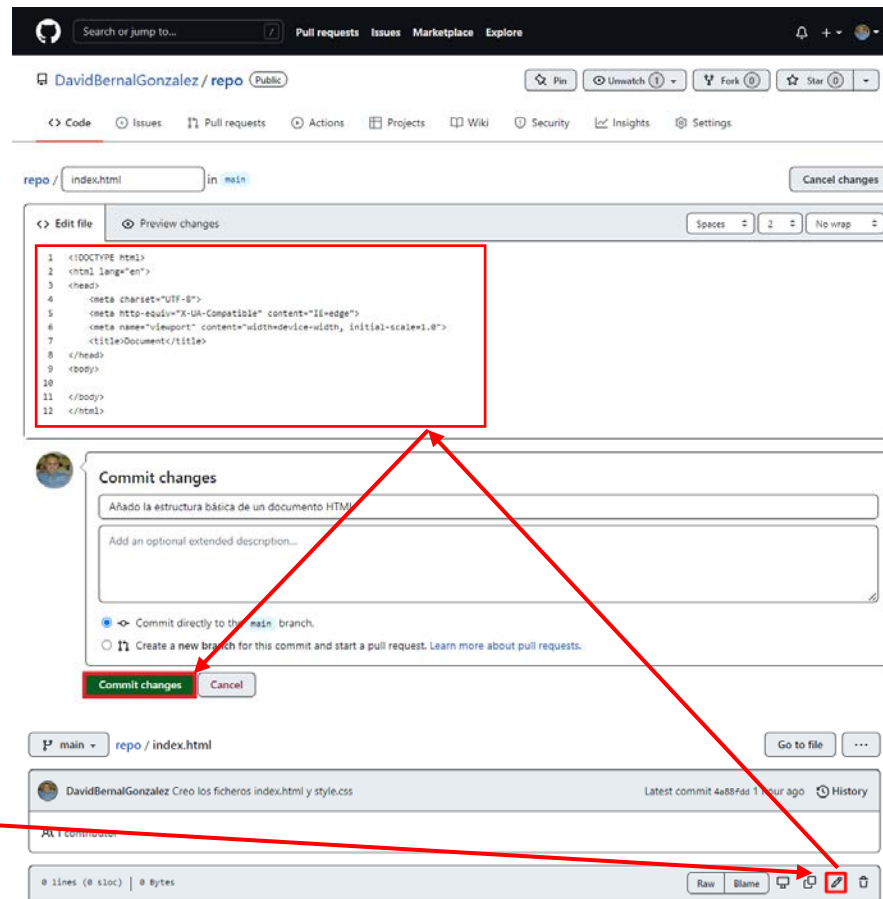 Search or jump to... / Pull requests Issues Marketplace Explore
DavidBernalGonzalez / repo Public Pin Unwatch 1 Fork 0 Star 0
<> Code Issues Pull requests Actions Projects Wiki Security Insights Settings
repo / index.html in main Cancel changes
<> Edit file Preview changes Spaces 2 No wrap
1 <!DOCTYPE html>
2 <html lang="en">
3 <head>
4 <meta charset="UTF-8">
5 <meta http-equiv="X-UA-Compatible" content="IE=edge">
6 <meta name="viewport" content="width=device-width, initial-scale=1.0">
7 <title>Document</title>
8 </head>
9 <body>
10
11 </body>
12 </html>
Commit changes
Añado la estructura básica de un documento HTML
Add an optional extended description...
Commit directly to the main branch.
Create a new branch for this commit and start a pull request. Learn more about pull requests.
Commit changes Cancel
main repo / index.html Go to file ...
DavidBernalGonzalez Creo los ficheros index.html y style.css Latest commit 4e88fdd 1 hour ago History
1 contributor
0 lines (0 sloc) | 0 Bytes Raw Blame